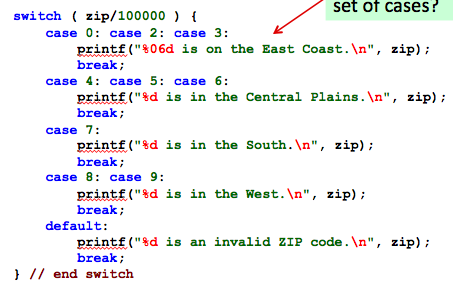 set of cases?
switch ( zip/100000 ) {
case 0: case 2: case 3:
printf("%06d is on the East Coast.\n", zip);
break;
case 4: case 5: case 6:
printf("%d is in the Central Plains.\n", zip);
break;
case 7:
printf("%d is in the South.\n", zip);
break;
case 8: case 9:
printf("%d is in the West.\n", zip);
break;
default:
printf("%d is an invalid ZIP code.\n", zip);
break;
} // end switch